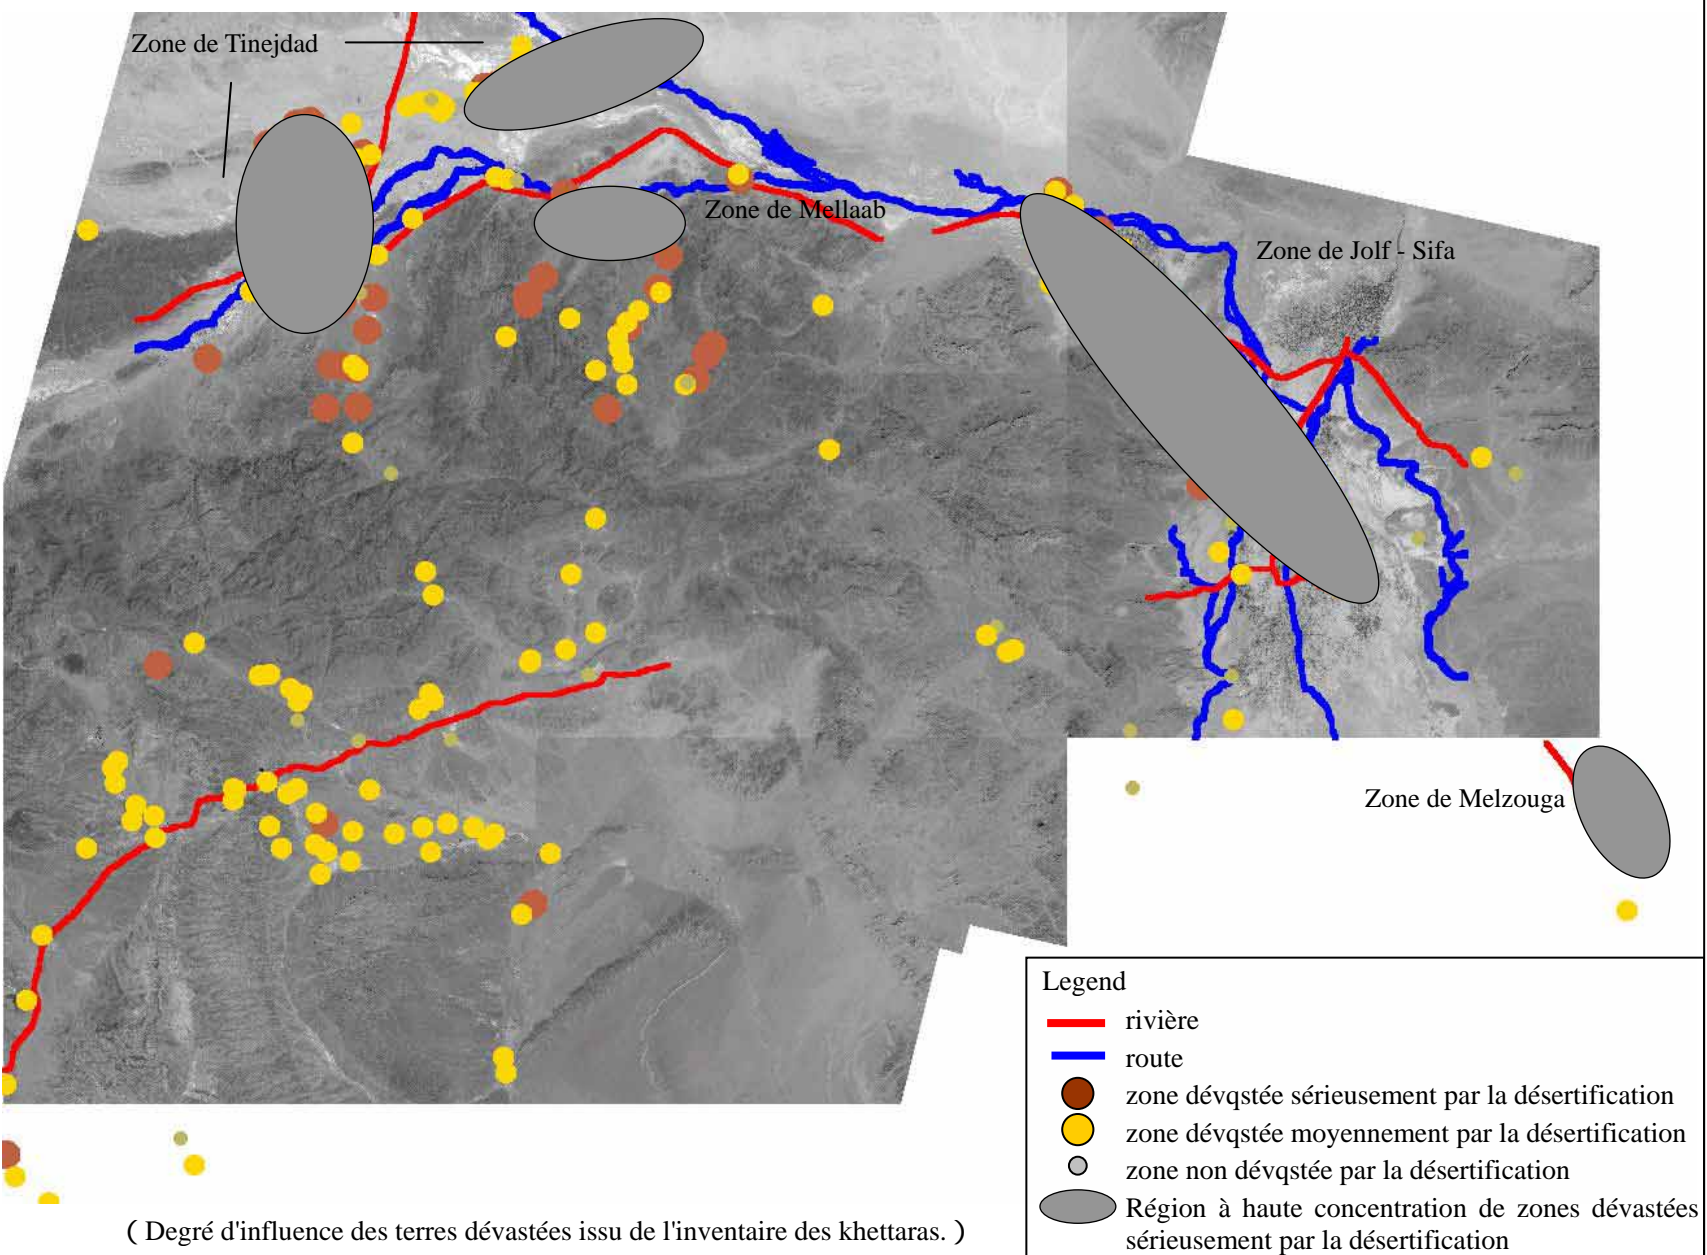 Zone de Tinejdad
Zone de Mellaab
Zone de Jolf - Sifa
Zone de Melzouga
Legend
rivière
route
zone dévqstée sérieusement par la désertification
zone dévqstée moyennement par la désertification
zone non dévqstée par la désertification
Région à haute concentration de zones dévastées
sérieusement par la désertification
( Degré d'influence des terres dévastées issu de l'inventaire des khettaras. )